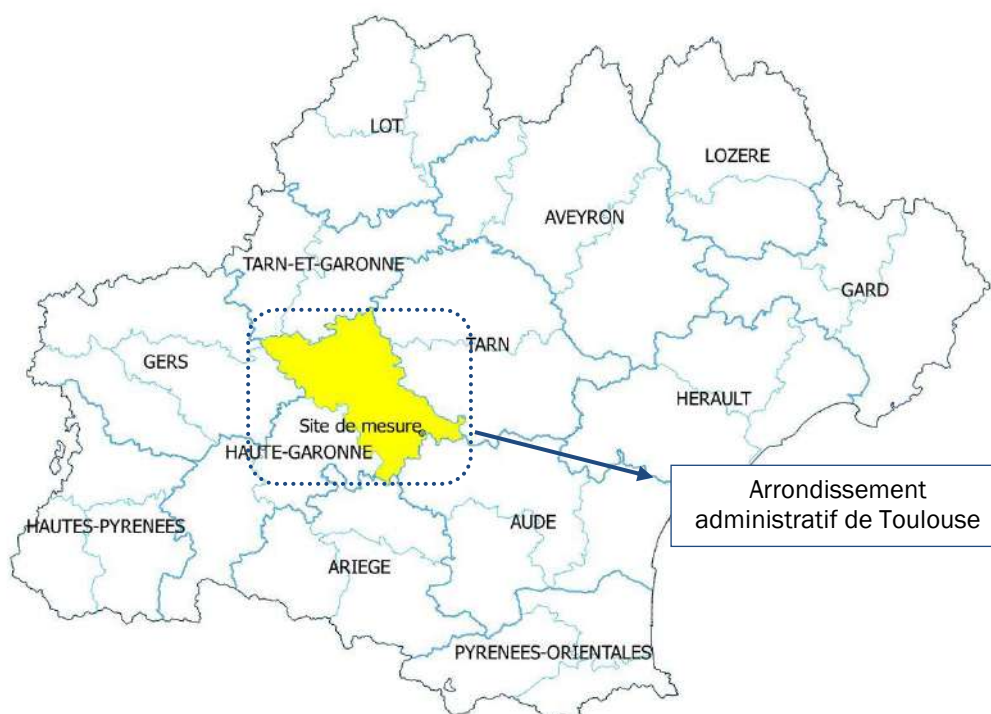 LOT
LOZERE
AVEYRON
TARN-ET-GARONNE
GARD
GERS
TARN
HERAULT
Site de mesure
HAUTE-GARONNE
Arrondissement
administratif de Toulouse
HAUTES-PYRENEES
AUDE
ARIEGE
PYRENEES-ORIENTALES